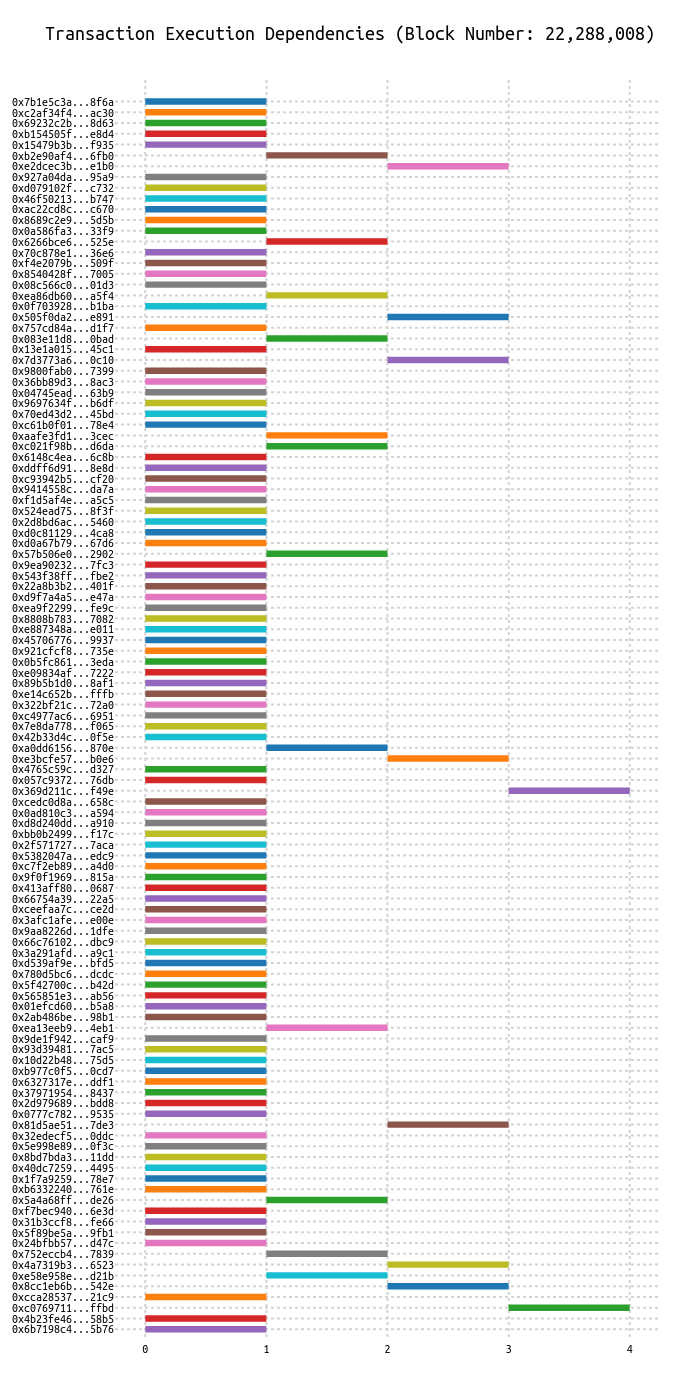 Transaction Execution Dependencies (Block Number: 22,288,008)
0x7b1e5c3a...8f6a
0xc2af34f4...ac30
0x69232c2b...8d63
0xb154505f...e8d4
0x15479b3b...f935
0xb2e90af4...6fb0
0xe2dcec3b...e1b0
0x927a04da...95a9
0xd079102f...c732
0x46f50213...b747
0xac22cd8c...c670
0x8689c2e9...5d5b
0x0a586fa3...33f9
0x6266bce6...525e
0x70c878e1...36e6
0xf4e2079b...509f
0x8540428f...7005
0x08c566c0...01d3
0xea86db60...a5f4
0x0f703928...b1ba
0x505f0da2...e891
0x757cd84a...d1f7
0x083e11d8...0bad
0x13e1a015...45c1
0x7d3773a6...0c10
0x9800fab0...7399
0x36bb89d3...8ac3
0x04745ead...63b9
0x9697634f...b6df
0x70ed43d2...45bd
0xc61b0f01...78e4
0xaafe3fd1...3cec
0xc021f98b...d6da
0x6148c4ea...6c8b
0xddff6d91...8e8d
0xc93942b5...cf20
0x9414558c...da7a
0xf1d5af4e...a5c5
0x524ead75...8f3f
0x2d8bd6ac...5460
0xd0c81129...4ca8
0xd0a67b79...67d6
0x57b506e0...2902
0x9ea90232...7fc3
0x543f38ff...fbe2
0x22a8b3b2...401f
0xd9f7a4a5...e47a
0xea9f2299...fe9c
0x8808b783...7082
0xe887348a...e011
0x45706776...9937
0x921cfcf8...735e
0x0b5fc861...3eda
0xe09834af...7222
0x89b5b1d0...8af1
0xe14c652b...fffb
0x322bf21c...72a0
0xc4977ac6...6951
0x7e8da778...f065
0x42b33d4c...0f5e
0xa0dd6156...870e
0xe3bcfe57...b0e6
0x4765c59c...d327
0x057c9372...76db
0x369d211c...f49e
0xcedc0d8a...658c
0x0ad810c3...a594
0xd8d240dd...a910
0xbb0b2499...f17c
0x2f571727...7aca
0x5382047a...edc9
0xc7f2eb89...a4d0
0x9f0f1969...815a
0x413aff80...0687
0x66754a39...22a5
0xceefaa7c...ce2d
0x3afc1afe...e00e
0x9aa8226d...1dfe
0x66c76102...dbc9
0x3a291afd...a9c1
0xd539af9e...bfd5
0x780d5bc6...dcdc
0x5f42700c...b42d
0x565851e3...ab56
0x01efcd60...b5a8
0x2ab486be...98b1
0xea13eeb9...4eb1
0x9de1f942...caf9
0x93d39481...7ac5
0x10d22b48...75d5
0xb977c0f5...0cd7
0x6327317e...ddf1
0x37971954...8437
0x2d979689...bdd8
0x0777c782...9535
0x81d5ae51...7de3
0x32edecf5...0ddc
0x5e998e89...0f3c
0x8bd7bda3...11dd
0x40dc7259...4495
0x1f7a9259...78e7
0xb6332240...761e
0x5a4a68ff...de26
0xf7bec940...6e3d
0x31b3ccf8...fe66
0x5f89be5a...9fb1
0x24bfbb57...d47c
0x752eccb4...7839
0x4a7319b3...6523
0xe58e958e...d21b
0x8cc1eb6b...542e
0xcca28537...21c9
0xc0769711...ffbd
0x4b23fe46...58b5
0x6b7198c4...5b76
0 1 2 3 4